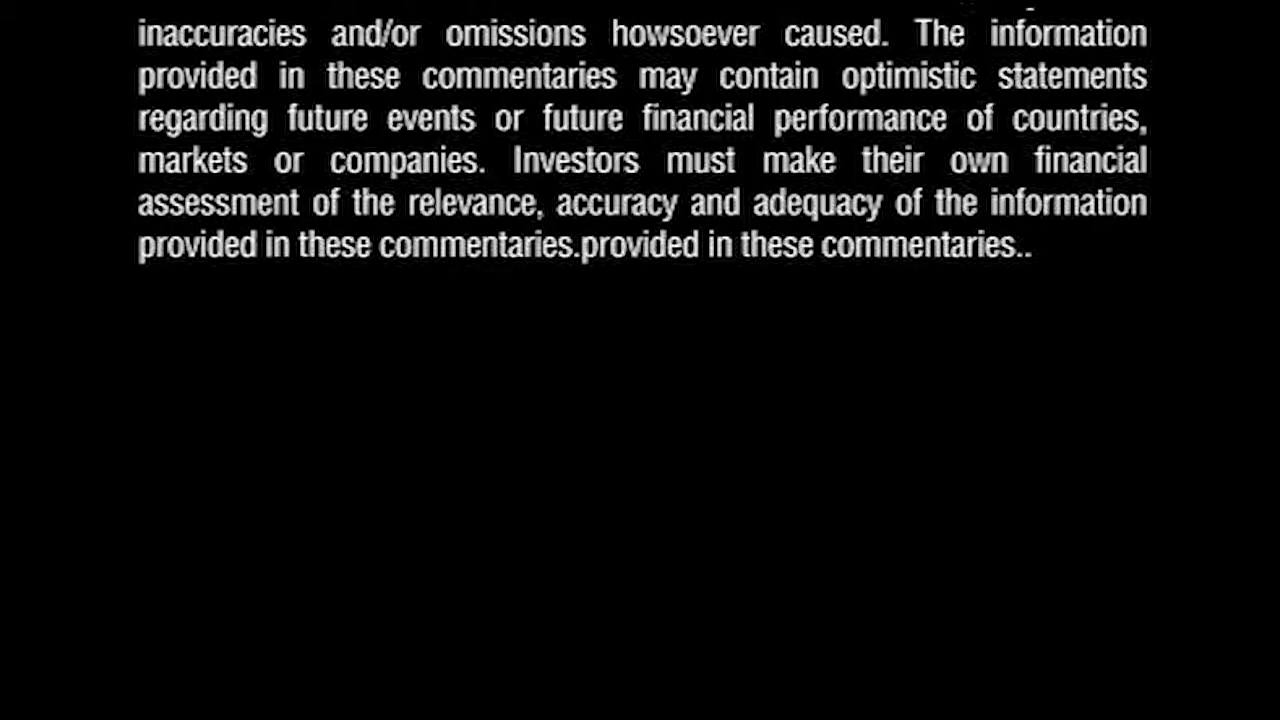 inaccuracies and/or omissions howsoever caused. The information
provided in these commentaries may contain optimistic statements
regarding future events or future financial performance of countries,
markets or companies. Investors must make their own financial
assessment of the relevance, accuracy and adequacy of the information
provided in these commentaries.provided in these commentaries..